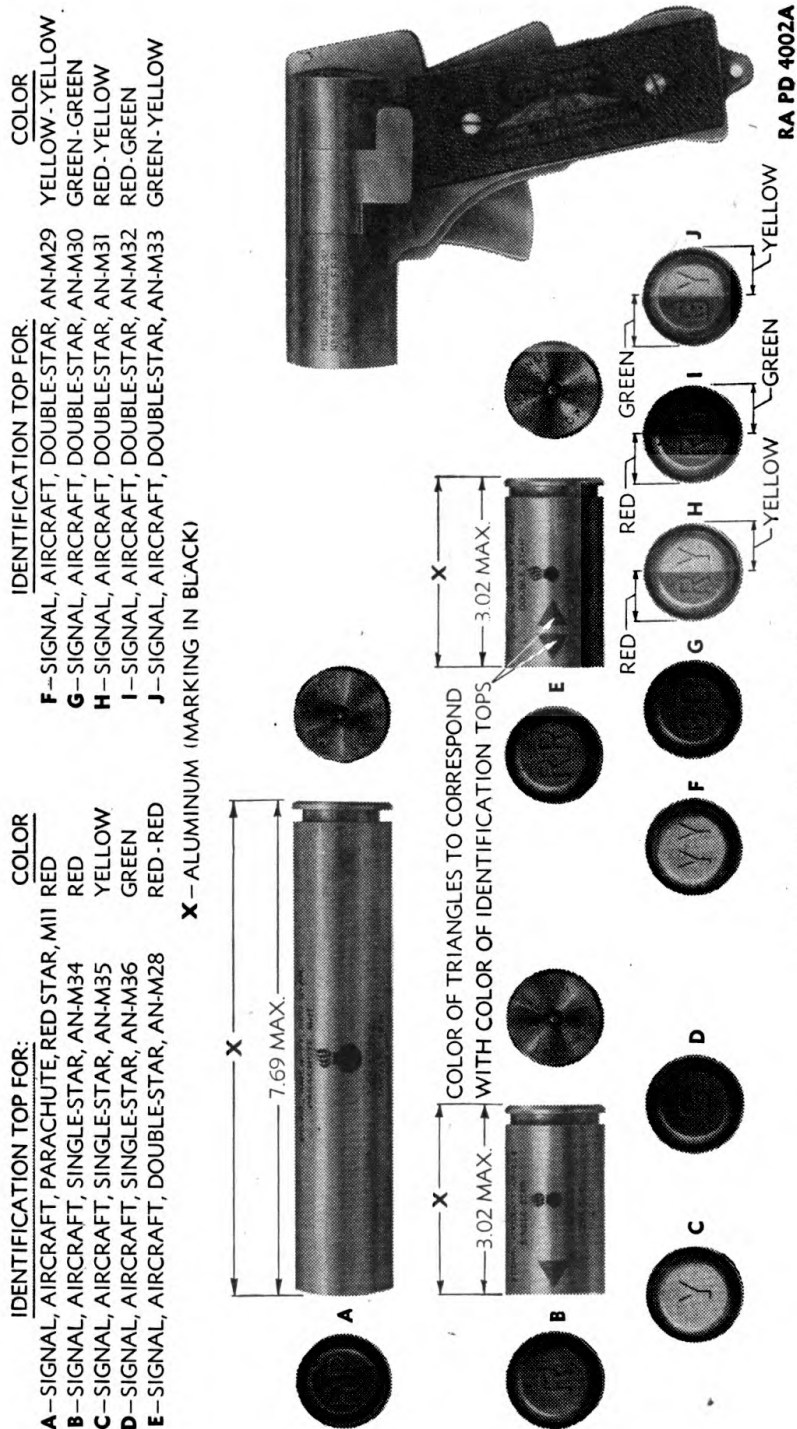 IDENTIFICATION TOP FOR:
COLOR
A—SIGNAL, AIRCRAFT, PARACHUTE, RED STAR, M11 RED
B—SIGNAL, AIRCRAFT, SINGLE-STAR, AN-M34 RED
C—SIGNAL, AIRCRAFT, SINGLE-STAR, AN-M35 YELLOW
D—SIGNAL, AIRCRAFT, SINGLE-STAR, AN-M36 GREEN
E—SIGNAL, AIRCRAFT, DOUBLE-STAR, AN-M28 RED-RED
IDENTIFICATION TOP FOR.
COLOR
F—SIGNAL, AIRCRAFT, DOUBLE-STAR, AN-M29 YELLOW-YELLOW
G—SIGNAL, AIRCRAFT, DOUBLE-STAR, AN-M30 GREEN-GREEN
H—SIGNAL, AIRCRAFT, DOUBLE-STAR, AN-M31 RED-YELLOW
I—SIGNAL, AIRCRAFT, DOUBLE-STAR, AN-M32 RED-GREEN
J—SIGNAL, AIRCRAFT, DOUBLE-STAR, AN-M33 GREEN-YELLOW
X—ALUMINUM (MARKING IN BLACK)
X
7.69 MAX.
A
COLOR OF TRIANGLES TO CORRESPOND
WITH COLOR OF IDENTIFICATION TOPS
X
3.02 MAX.
R
B
X
3.02 MAX.
RR
E
Y
C
D
YY
F
G
RED
RY
H
YELLOW
RED
I
GREEN
GREEN
GY
J
YELLOW
RA PD 4002A